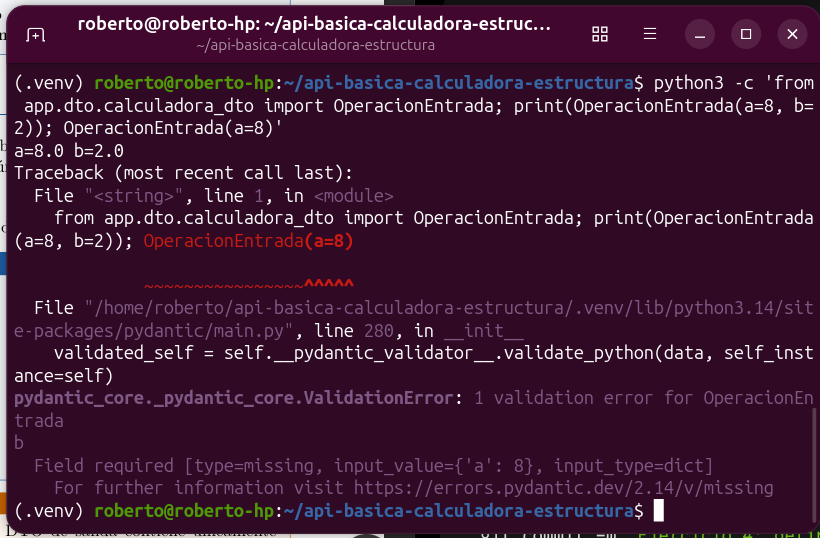 roberto@roberto-hp: ~/api-basica-calculadora-estruc...
~/api-basica-calculadora-estructura
(.venv) roberto@roberto-hp:~/api-basica-calculadora-estructura$ python3 -c 'from
 app.dto.calculadora_dto import OperacionEntrada; print(OperacionEntrada(a=8, b=
2)); OperacionEntrada(a=8)'
a=8.0 b=2.0
Traceback (most recent call last):
  File "<string>", line 1, in <module>
    from app.dto.calculadora_dto import OperacionEntrada; print(OperacionEntrada
(a=8, b=2)); OperacionEntrada(a=8)
             ~~~~~~~~~~~~~~~~^^^^^
  File "/home/roberto/api-basica-calculadora-estructura/.venv/lib/python3.14/sit
e-packages/pydantic/main.py", line 280, in __init__
    validated_self = self.__pydantic_validator__.validate_python(data, self_inst
ance=self)
pydantic_core._pydantic_core.ValidationError: 1 validation error for OperacionEn
trada
b
  Field required [type=missing, input_value={'a': 8}, input_type=dict]
    For further information visit https://errors.pydantic.dev/2.14/v/missing
(.venv) roberto@roberto-hp:~/api-basica-calculadora-estructura$